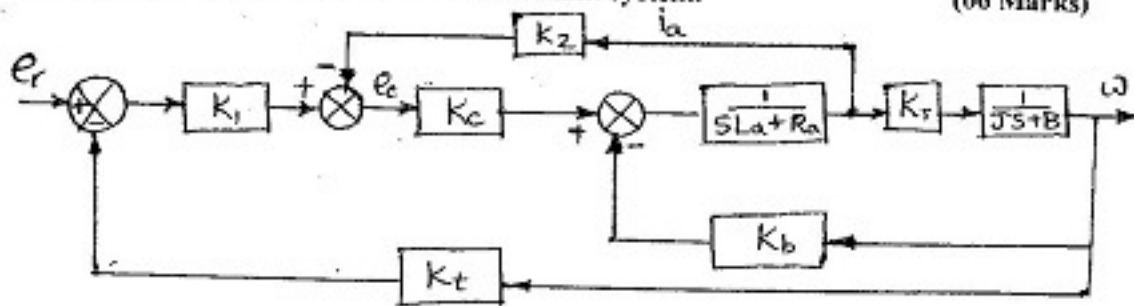 (06 Marks)
K2
ia
er
+
-
K1
+
-
ec
Kc
+
-
1
SLa+Ra
Kr
1
JS+B
ω
Kb
Kt